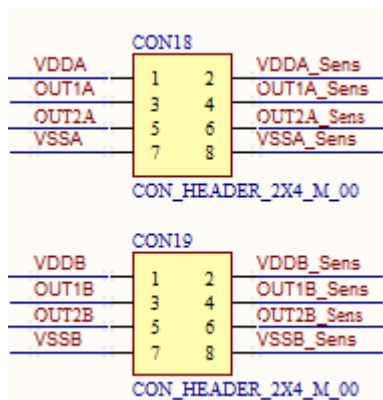 CON18
VDDA 1 2 VDDA_Sens
OUT1A 3 4 OUT1A_Sens
OUT2A 5 6 OUT2A_Sens
VSSA 7 8 VSSA_Sens
CON_HEADER_2X4_M_00
CON19
VDDB 1 2 VDDB_Sens
OUT1B 3 4 OUT1B_Sens
OUT2B 5 6 OUT2B_Sens
VSSB 7 8 VSSB_Sens
CON_HEADER_2X4_M_00